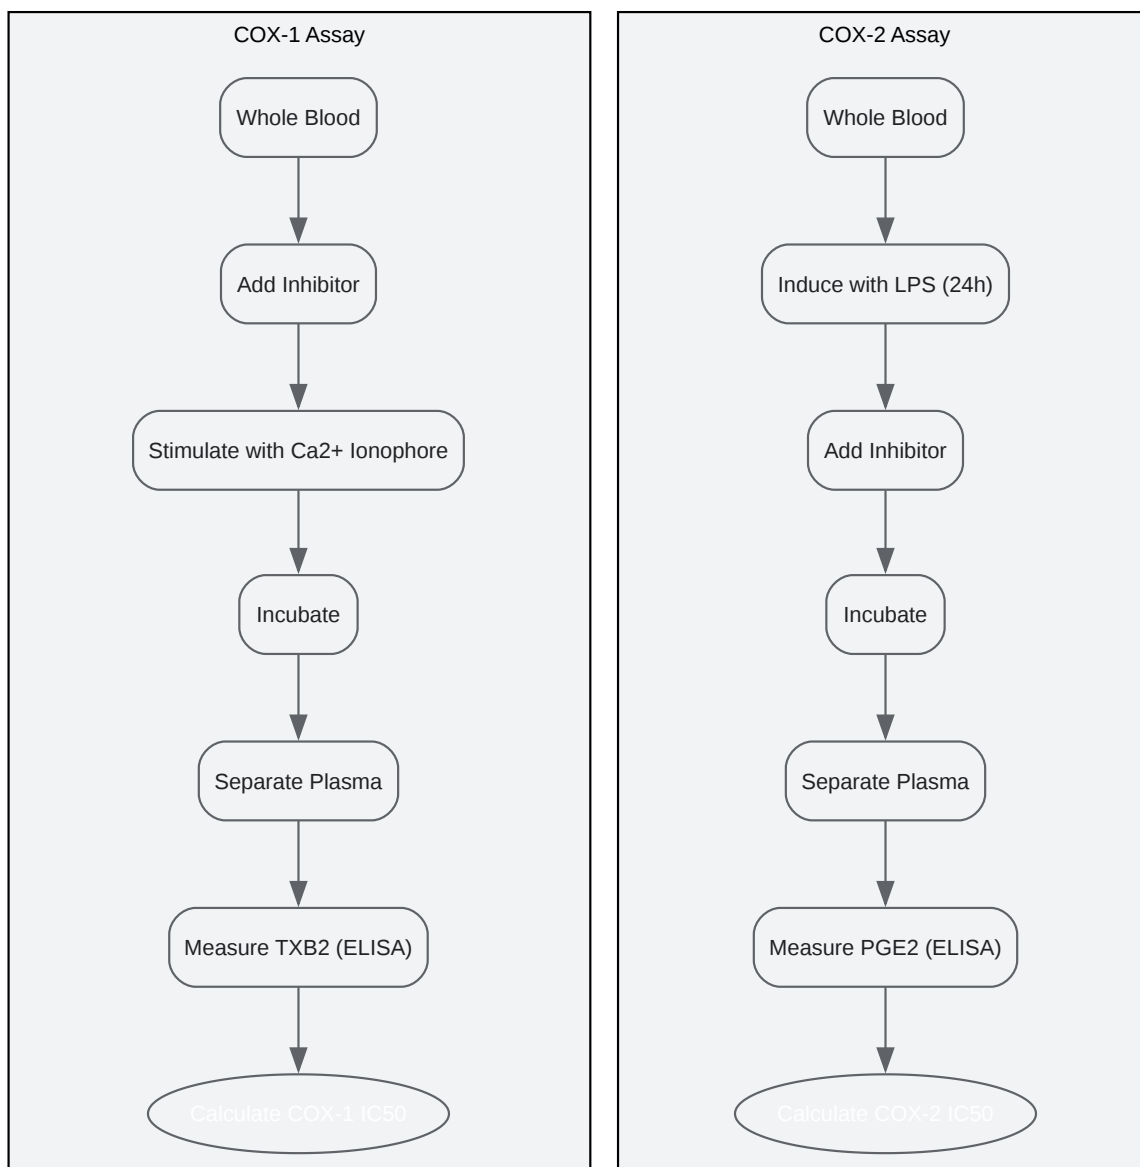 COX-1 Assay
Whole Blood
Add Inhibitor
Stimulate with Ca2+ Ionophore
Incubate
Separate Plasma
Measure TXB2 (ELISA)
Calculate COX-1 IC50
COX-2 Assay
Whole Blood
Induce with LPS (24h)
Add Inhibitor
Incubate
Separate Plasma
Measure PGE2 (ELISA)
Calculate COX-2 IC50